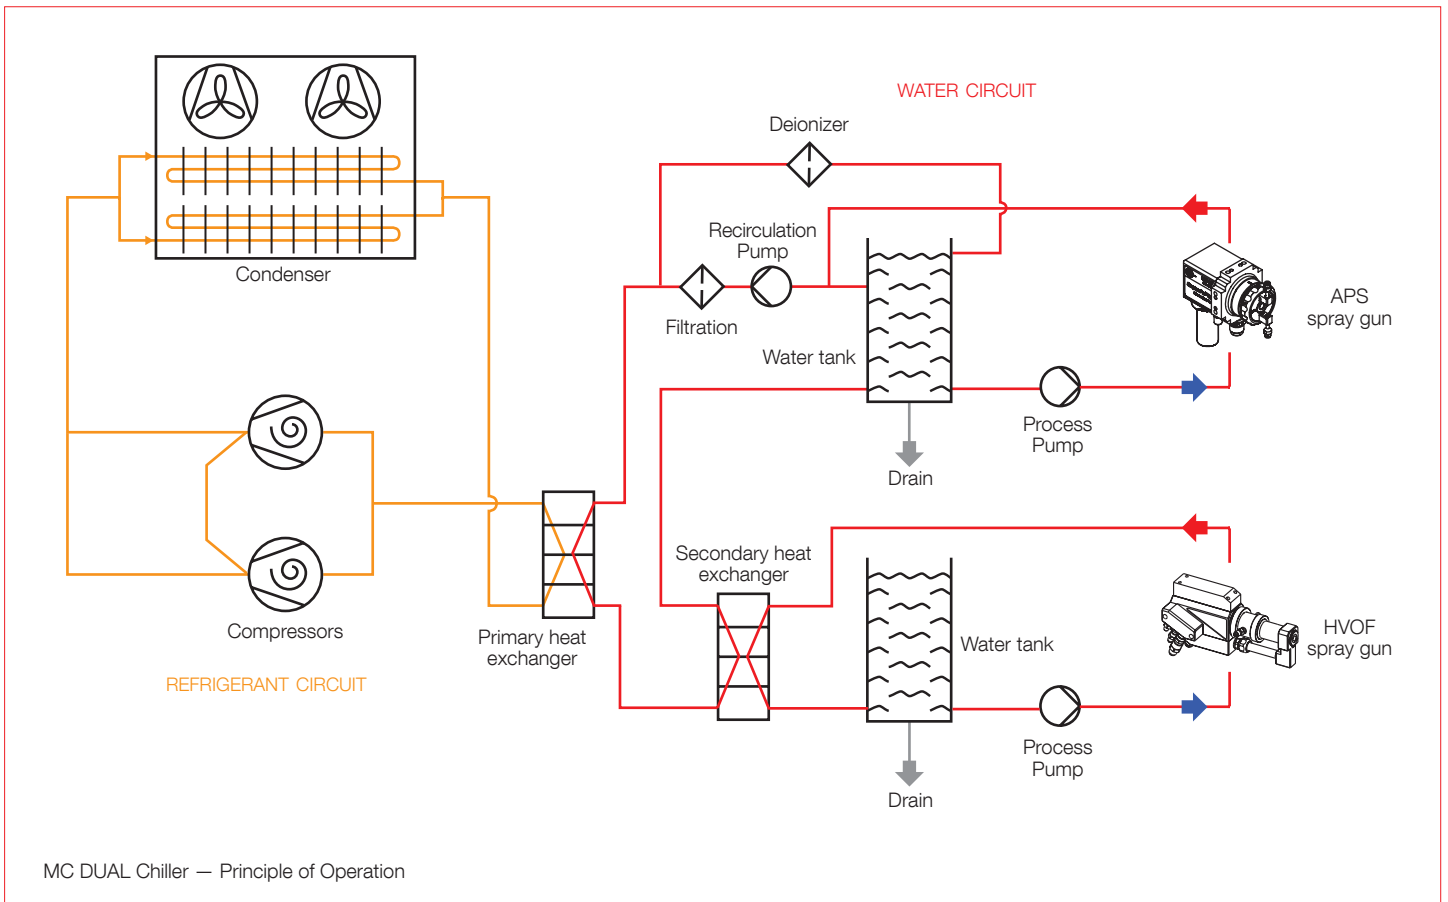 WATER CIRCUIT
Deionizer
Recirculation
Pump
Condenser
Filtration
APS
spray gun
Water tank
Process
Pump
Drain
Secondary heat
exchanger
Compressors
Primary heat
exchanger
Water tank
HVOF
spray gun
REFRIGERANT CIRCUIT
Process
Pump
Drain
MC DUAL Chiller — Principle of Operation